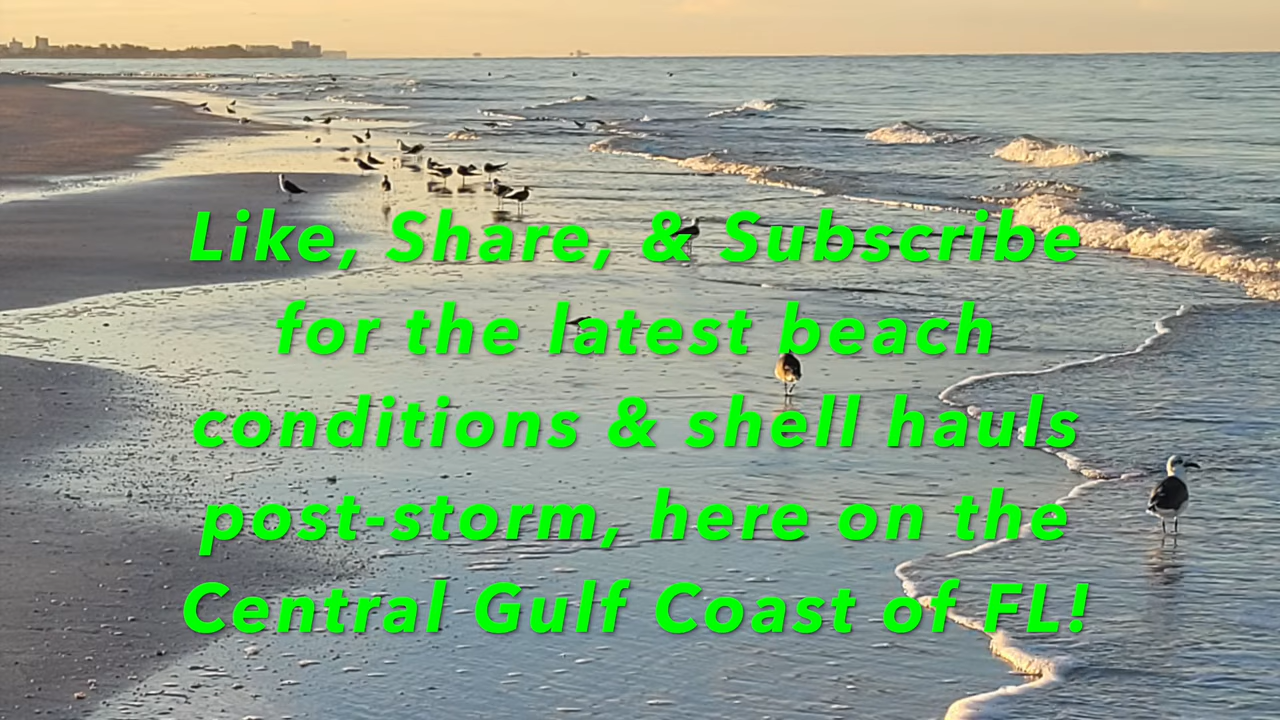 Like, Share, & Subscribe
for the latest beach
conditions & shell hauls
post-storm, here on the
Central Gulf Coast of FL!